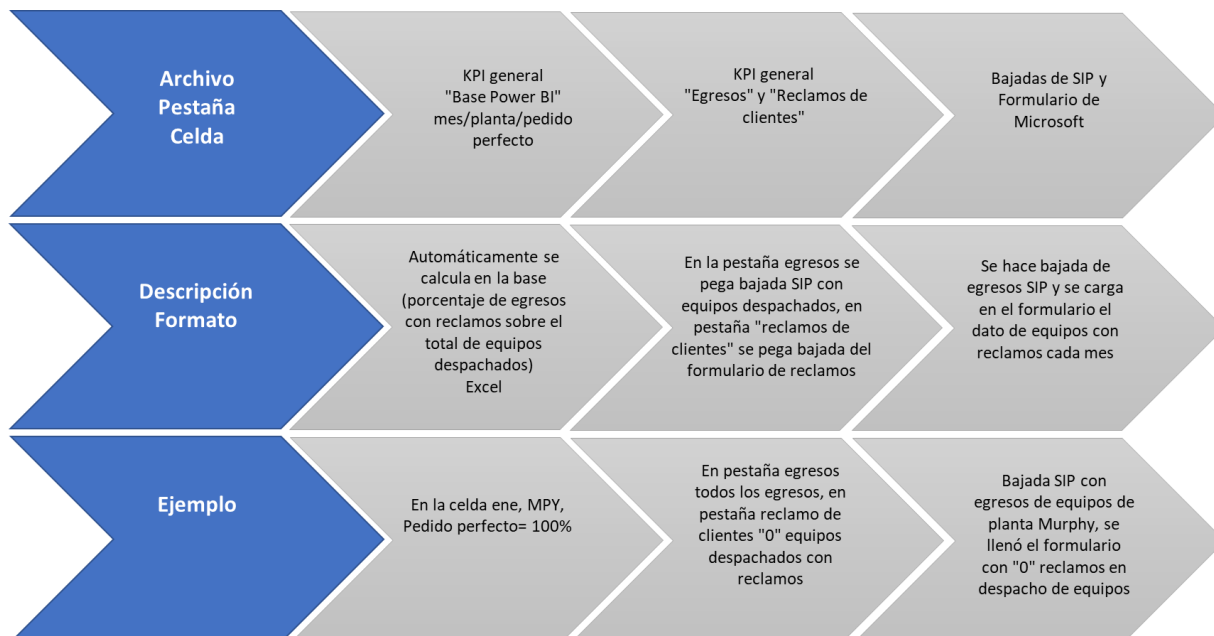 Archivo
Pestaña
Celda
KPI general
"Base Power BI"
mes/planta/pedido
perfecto
KPI general
"Egresos" y "Reclamos de
clientes"
Bajadas de SIP y
Formulario de
Microsoft
Descripción
Formato
Automáticamente se
calcula en la base
(porcentaje de egresos
con reclamos sobre el
total de equipos
despachados)
Excel
En la pestaña egresos se
pega bajada SIP con
equipos despachados, en
pestaña "reclamos de
clientes" se pega bajada del
formulario de reclamos
Se hace bajada de
egresos SIP y se carga
en el formulario el
dato de equipos con
reclamos cada mes
Ejemplo
En la celda ene, MPY,
Pedido perfecto= 100%
En pestaña egresos
todos los egresos, en
pestaña reclamo de
clientes "0" equipos
despachados con
reclamos
Bajada SIP con
egresos de equipos de
planta Murphy, se
llenó el formulario
con "0" reclamos en
despacho de equipos